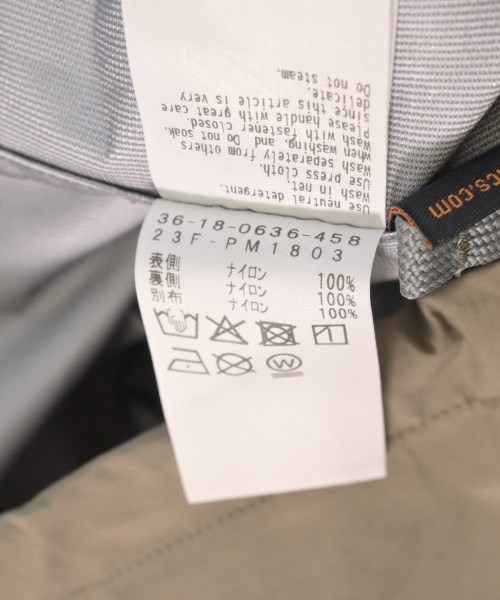 Use neutral detergent.
Wash in net.
Use press cloth.
Wash separately from others
when washing, and, Do not soak.
Wash with fastener closed.
Please handle with great care
since this article is very
delicate.
Do not steam.
36-18-0636-458
23F-PM1803
表側 ナイロン 100%
裏側 ナイロン 100%
別布 ナイロン 100%
W
cs.com